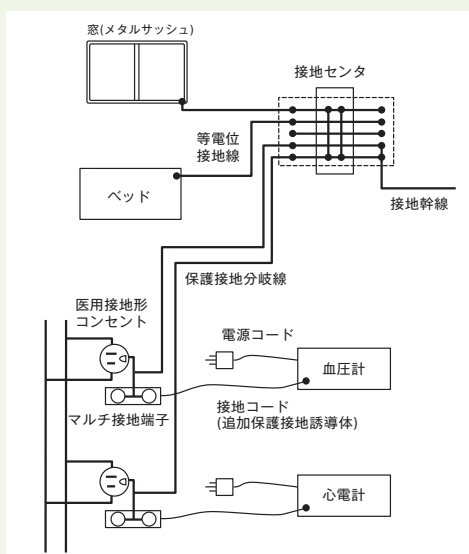 窓(メタルサッシュ)
接地センタ
等電位
接地線
ベッド
接地幹線
保護接地分岐線
医用接地形
コンセント
電源コード
血圧計
マルチ接地端子
接地コード
(追加保護接地誘導体)
心電計